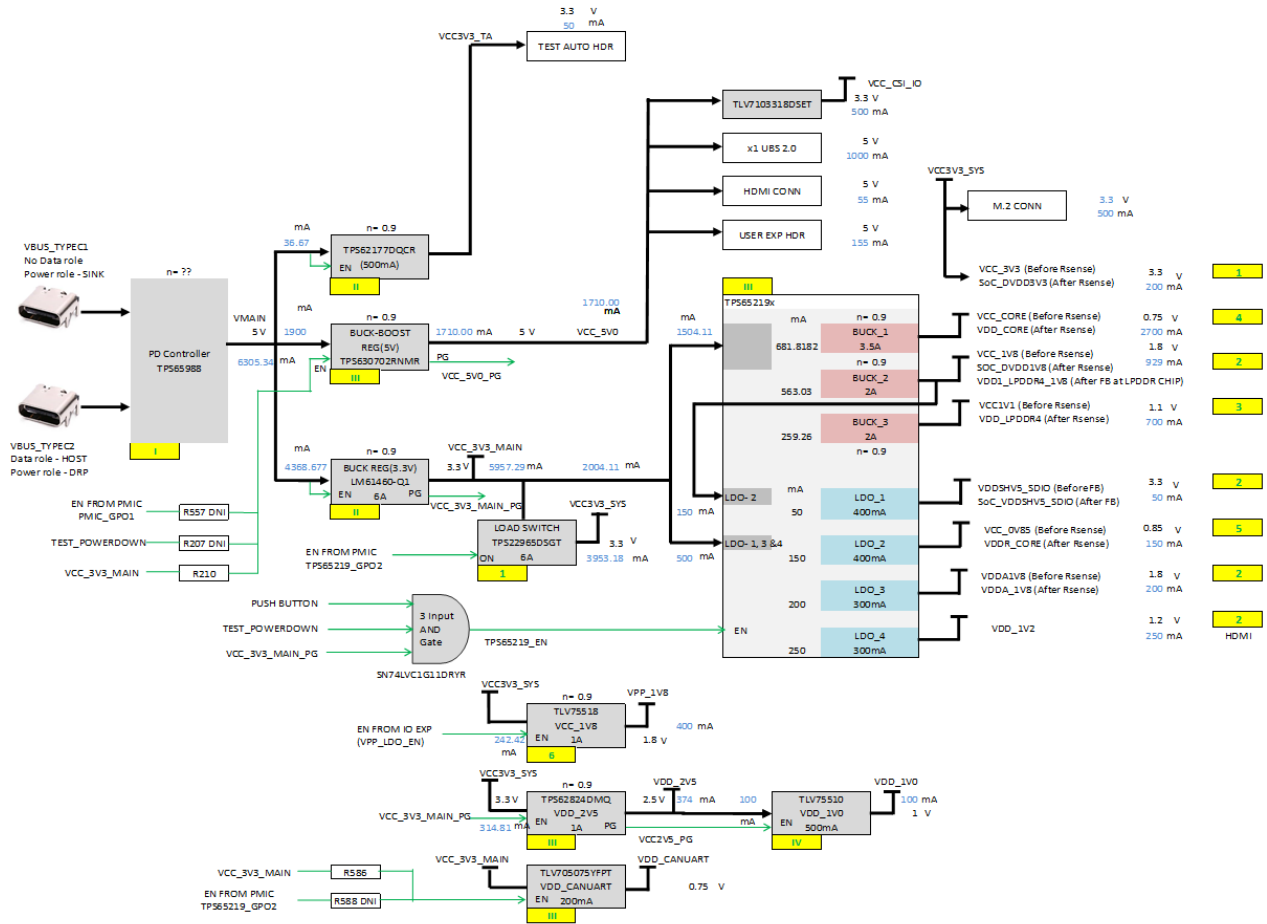 3.3 V
50 mA
VCC3V3_TA
TEST AUTO HDR
VCC_CSI_IO
TLV7103318DSET
3.3 V
500 mA
x1 UBS 2.0
5 V
1000 mA
HDMI CONN
5 V
55 mA
USER EXP HDR
5 V
155 mA
VCC3V3_SYS
M.2 CONN
3.3 V
500 mA
VCC_3V3 (Before Rsense)
SoC_DVDD3V3 (After Rsense)
3.3 V
200 mA
1
VBUS_TYPEC1
No Data role
Power role - SINK
n= ??
PD Controller
TPS65988
I
VBUS_TYPEC2
Data role - HOST
Power role - DRP
VMAIN
5 V
6305.34 mA
mA
36.67
n= 0.9
TPS62177DQCR
(500mA)
EN
II
mA
1900
n= 0.9
BUCK-BOOST
REG(5V)
TPS630702RNMR
EN
III
1710.00 mA
5 V
PG
VCC_5V0_PG
1710.00
mA
VCC_5V0
mA
4368.677
n= 0.9
BUCK REG(3.3V)
LM61460-Q1
EN
6A
PG
II
VCC_3V3_MAIN
3.3 V
5957.29 mA
2004.11 mA
VCC_3V3_MAIN_PG
LOAD SWITCH
TPS22965DSGT
ON
6A
1
VCC3V3_SYS
3.3 V
3953.18 mA
EN FROM PMIC
TPS65219_GPO2
EN FROM PMIC
PMIC_GPO1
R557 DNI
TEST_POWERDOWN
R207 DNI
VCC_3V3_MAIN
R210
PUSH BUTTON
TEST_POWERDOWN
VCC_3V3_MAIN_PG
3 Input
AND
Gate
SN74LVC1G11DRYR
TPS65219_EN
III
TPS65219x
mA
1504.11
mA
681.8182
n= 0.9
BUCK_1
3.5A
n= 0.9
563.03
BUCK_2
2A
259.26
BUCK_3
2A
n= 0.9
LDO- 2
150 mA
mA
50
LDO_1
400mA
LDO- 1, 3 &4
500 mA
150
LDO_2
400mA
200
LDO_3
300mA
EN
250
LDO_4
300mA
VCC_CORE (Before Rsense)
VDD_CORE (After Rsense)
0.75 V
2700 mA
4
VCC_1V8 (Before Rsense)
SOC_DVDD1V8 (After Rsense)
VDD1_LPDDR4_1V8 (After FB at LPDDR CHIP)
1.8 V
929 mA
2
VCC1V1 (Before Rsense)
VDD_LPDDR4 (After Rsense)
1.1 V
700 mA
3
VDDSHV5_SDIO (Before FB)
SoC_VDDSHV5_SDIO (After FB)
3.3 V
50 mA
2
VCC_0V85 (Before Rsense)
VDDR_CORE (After Rsense)
0.85 V
150 mA
5
VDDA1V8 (Before Rsense)
VDDA_1V8 (After Rsense)
1.8 V
200 mA
2
VDD_1V2
1.2 V
250 mA
2
HDMI
VCC3V3_SYS
n= 0.9
TLV75518
VCC_1V8
EN
1A
6
EN FROM IO EXP
(VPP_LDO_EN)
242.42
mA
VPP_1V8
400 mA
1.8 V
VCC3V3_SYS
3.3 V
n= 0.9
TPS62824DMQ
VDD_2V5
EN
1A
PG
III
VCC_3V3_MAIN_PG
314.81 mA
VDD_2V5
2.5 V
374 mA
VCC2V5_PG
100
mA
TLV75510
VDD_1V0
EN
500mA
IV
VDD_1V0
100 mA
1 V
VCC_3V3_MAIN
R586
EN FROM PMIC
TPS65219_GPO2
R588 DNI
VCC_3V3_MAIN
TLV705075YFPT
VDD_CANUART
EN
200mA
III
VDD_CANUART
0.75 V